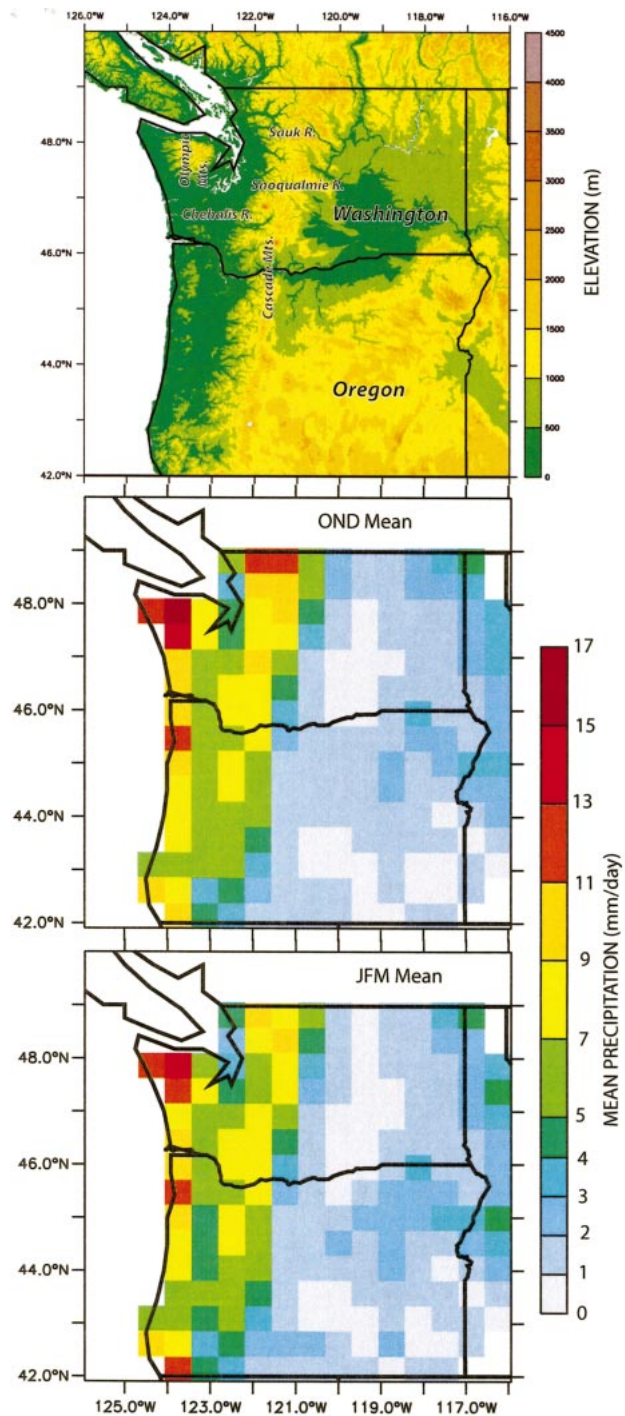 126.0°W 124.0°W 122.0°W 120.0°W 118.0°W 116.0°W
48.0°N
46.0°N
44.0°N
42.0°N
Olympic
Mts.
Sauk R.
Snoqualmie R.
Chehalis R.
Washington
Cascade Mts.
Oregon
4500
4000
3500
3000
2500
2000
1500
1000
500
0
ELEVATION (m)
OND Mean
48.0°N
46.0°N
44.0°N
42.0°N
JFM Mean
48.0°N
46.0°N
44.0°N
42.0°N
125.0°W 123.0°W 121.0°W 119.0°W 117.0°W
17
15
13
11
9
7
5
4
3
2
1
0
MEAN PRECIPITATION (mm/day)